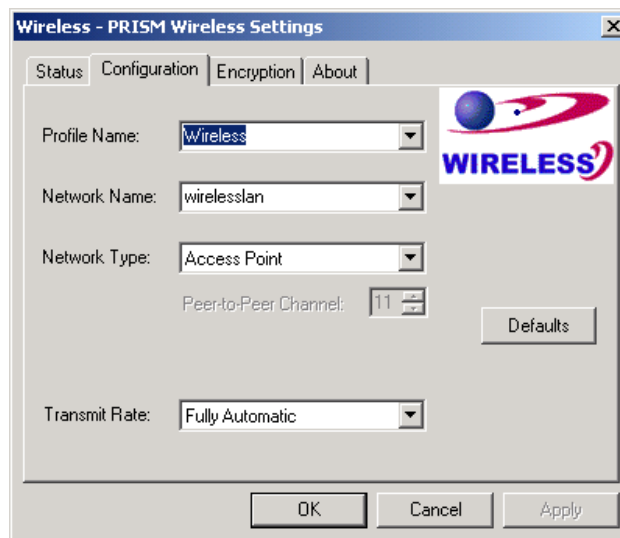 Wireless - PRISM Wireless Settings
Status Configuration Encryption About
WIRELESS
Profile Name: Wireless
Network Name: wirelesslan
Network Type: Access Point
Peer-to-Peer Channel: 11
Defaults
Transmit Rate: Fully Automatic
OK Cancel Apply